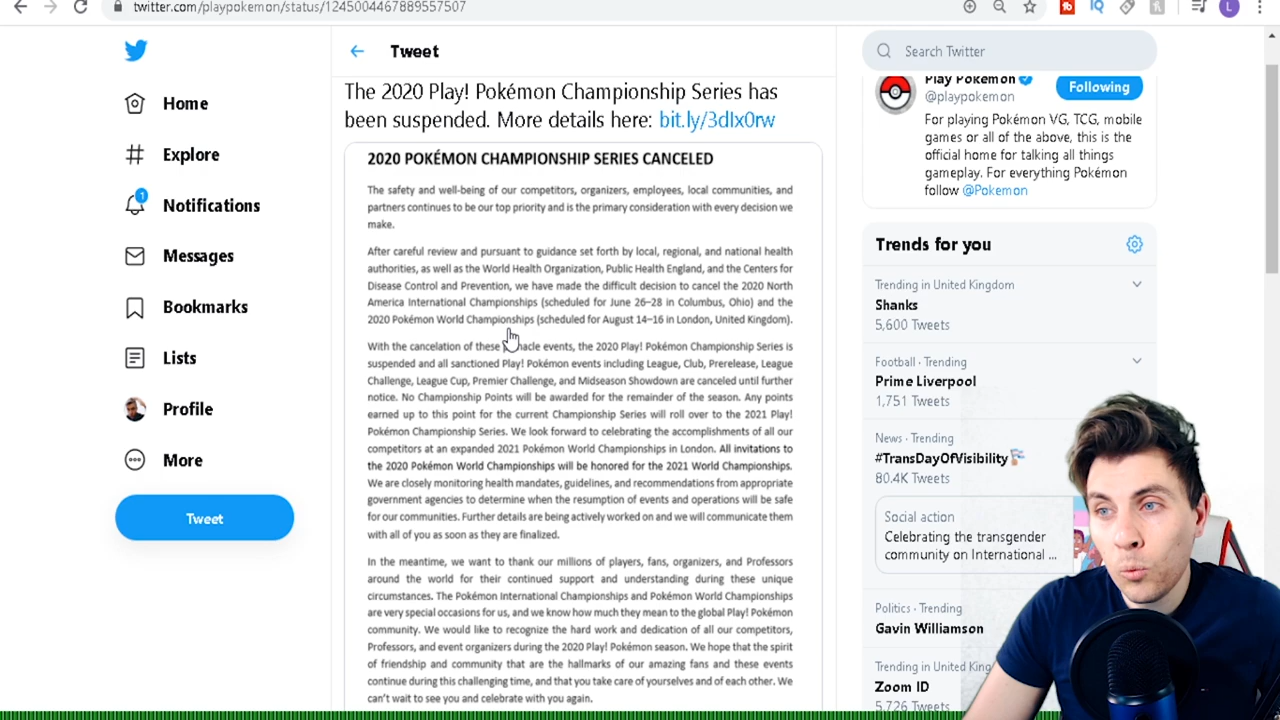 twitter.com/playpokemon/status/1245004467889557507
Home
Explore
1
Notifications
Messages
Bookmarks
Lists
Profile
More
Tweet
Tweet
The 2020 Play! Pokémon Championship Series has
been suspended. More details here: bit.ly/3dIx0rw
2020 POKÉMON CHAMPIONSHIP SERIES CANCELED
The safety and well-being of our competitors, organizers, employees, local communities, and
partners continues to be our top priority and is the primary consideration with every decision we
make.
After careful review and pursuant to guidance set forth by local, regional, and national health
authorities, as well as the World Health Organization, Public Health England, and the Centers for
Disease Control and Prevention, we have made the difficult decision to cancel the 2020 North
America International Championships (scheduled for June 26–28 in Columbus, Ohio) and the
2020 Pokémon World Championships (scheduled for August 14–16 in London, United Kingdom).
With the cancelation of these nacle events, the 2020 Play! Pokémon Championship Series is
suspended and all sanctioned Play! Pokémon events including League, Club, Prerelease, League
Challenge, League Cup, Premier Challenge, and Midseason Showdown are canceled until further
notice. No Championship Points will be awarded for the remainder of the season. Any points
earned up to this point for the current Championship Series will roll over to the 2021 Play!
Pokémon Championship Series. We look forward to celebrating the accomplishments of all our
competitors at an expanded 2021 Pokémon World Championships in London. All invitations to
the 2020 Pokémon World Championships will be honored for the 2021 World Championships.
We are closely monitoring health mandates, guidelines, and recommendations from appropriate
government agencies to determine when the resumption of events and operations will be safe
for our communities. Further details are being actively worked on and we will communicate them
with all of you as soon as they are finalized.
In the meantime, we want to thank our millions of players, fans, organizers, and Professors
around the world for their continued support and understanding during these unique
circumstances. The Pokémon International Championships and Pokémon World Championships
are very special occasions for us, and we know how much they mean to the global Play! Pokémon
community. We would like to recognize the hard work and dedication of all our competitors,
Professors, and event organizers during the 2020 Play! Pokémon season. We hope that the spirit
of friendship and community that are the hallmarks of our amazing fans and these events
continue during this challenging time, and that you take care of yourselves and of each other. We
can't wait to see you and celebrate with you again.
Search Twitter
Play Pokémon
@playpokemon
Following
For playing Pokémon VG, TCG, mobile
games or all of the above, this is the
official home for talking all things
gameplay. For everything Pokémon
follow @Pokemon
Trends for you
Trending in United Kingdom
Shanks
5,600 Tweets
Football · Trending
Prime Liverpool
1,751 Tweets
News · Trending
#TransDayOfVisibility
80.4K Tweets
Social action
Celebrating the transgender
community on International ...
Politics · Trending
Gavin Williamson
Trending in United King
Zoom ID
5,726 Tweets
IQ
L